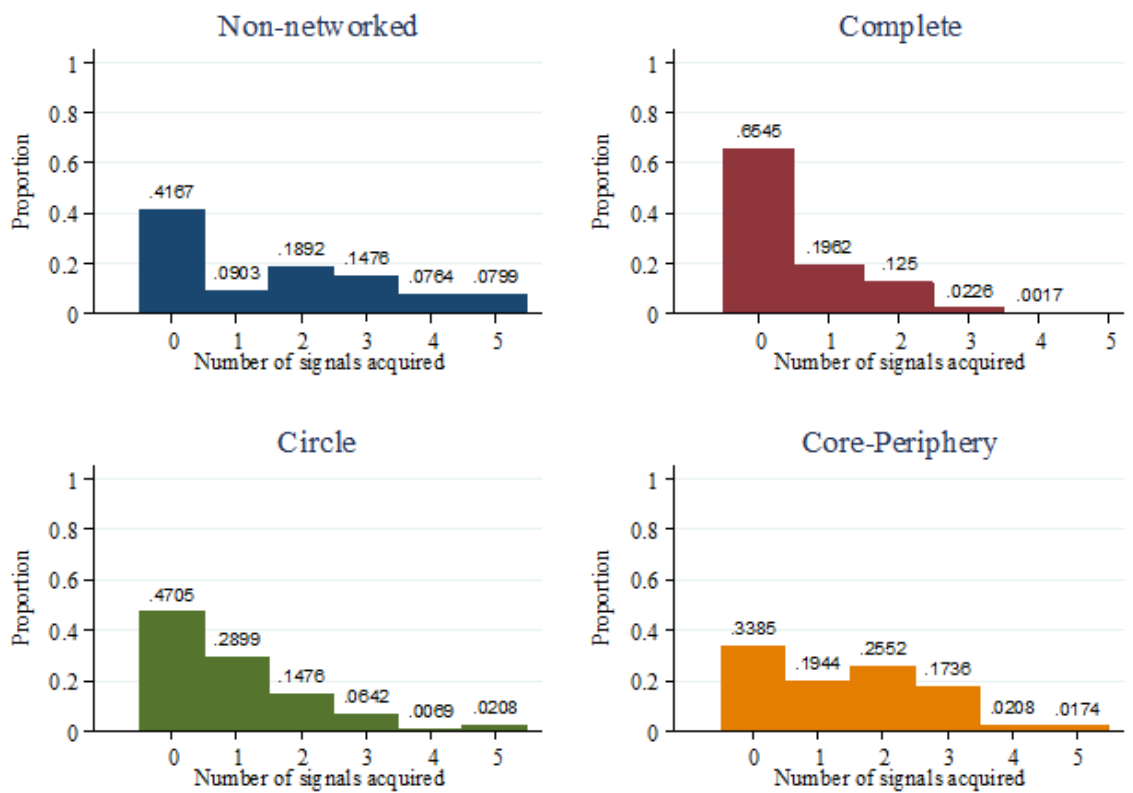 Non-networked
Proportion
1
0.8
0.6
0.4
0.2
0
.4167
.0903
.1892
.1476
.0764
.0799
0 1 2 3 4 5
Number of signals acquired
Complete
Proportion
1
0.8
0.6
0.4
0.2
0
.6545
.1962
.125
.0226
.0017
0 1 2 3 4 5
Number of signals acquired
Circle
Proportion
1
0.8
0.6
0.4
0.2
0
.4705
.2899
.1476
.0642
.0069
.0208
0 1 2 3 4 5
Number of signals acquired
Core-Periphery
Proportion
1
0.8
0.6
0.4
0.2
0
.3385
.1944
.2552
.1736
.0208
.0174
0 1 2 3 4 5
Number of signals acquired